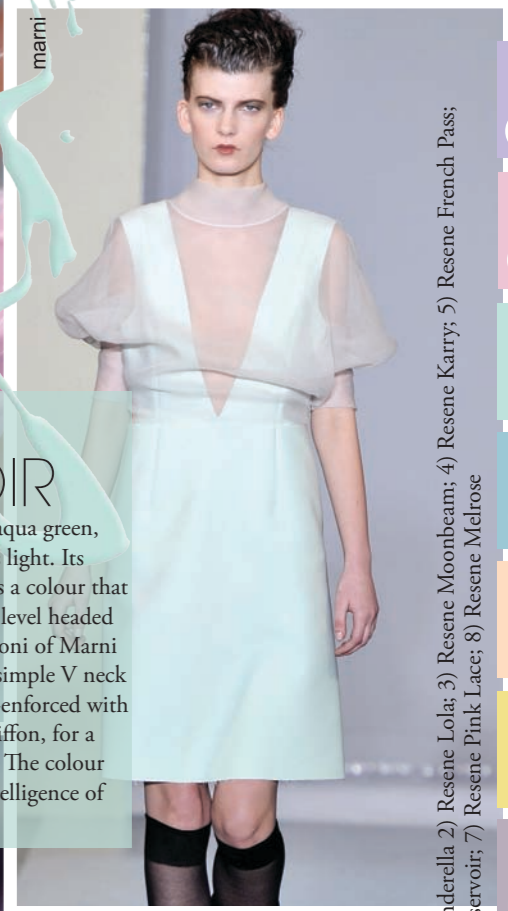 marni
OIR
aqua green,
light. Its
s a colour that
level headed
oni of Marni
simple V neck
enforced with
iffon, for a
The colour
elligence of
nderella 2) Resene Lola; 3) Resene Moonbeam; 4) Resene Karry; 5) Resene French Pass;
servoir; 7) Resene Pink Lace; 8) Resene Melrose